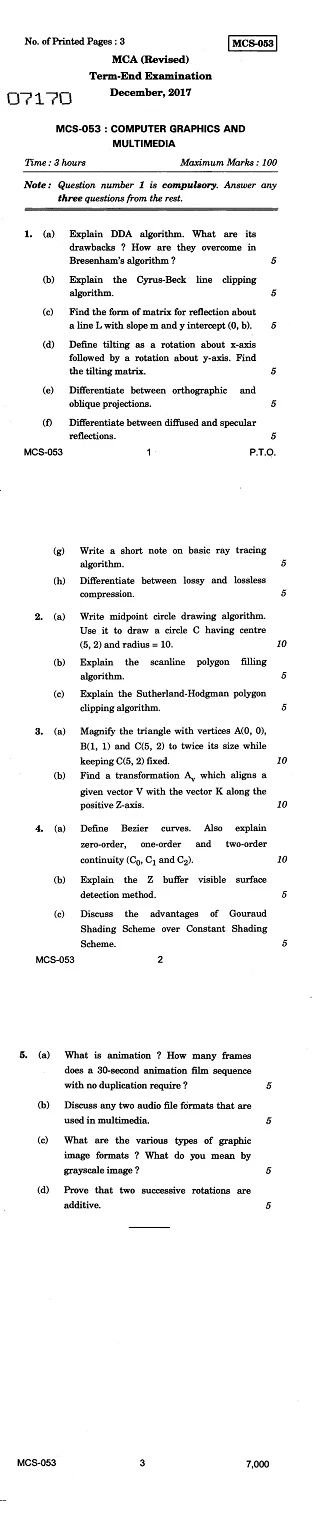 No. of Printed Pages : 3 MCS-053
MCA (Revised)
Term-End Examination
07170 December, 2017
MCS-053 : COMPUTER GRAPHICS AND
MULTIMEDIA
Time : 3 hours Maximum Marks : 100
Note : Question number 1 is compulsory. Answer any
three questions from the rest.
1. (a) Explain DDA algorithm. What are its
drawbacks ? How are they overcome in
Bresenham's algorithm ? 5
(b) Explain the Cyrus-Beck line clipping
algorithm. 5
(c) Find the form of matrix for reflection about
a line L with slope m and y intercept (0, b). 5
(d) Define tilting as a rotation about x-axis
followed by a rotation about y-axis. Find
the tilting matrix. 5
(e) Differentiate between orthographic and
oblique projections. 5
(f) Differentiate between diffused and specular
reflections. 5
MCS-053 1 P.T.O.
(g) Write a short note on basic ray tracing
algorithm. 5
(h) Differentiate between lossy and lossless
compression. 5
2. (a) Write midpoint circle drawing algorithm.
Use it to draw a circle C having centre
(5, 2) and radius = 10. 10
(b) Explain the scanline polygon filling
algorithm. 5
(c) Explain the Sutherland-Hodgman polygon
clipping algorithm. 5
3. (a) Magnify the triangle with vertices A(0, 0),
B(1, 1) and C(5, 2) to twice its size while
keeping C(5, 2) fixed. 10
(b) Find a transformation Av which aligns a
given vector V with the vector K along the
positive Z-axis. 10
4. (a) Define Bezier curves. Also explain
zero-order, one-order and two-order
continuity (C0, C1 and C2). 10
(b) Explain the Z buffer visible surface
detection method. 5
(c) Discuss the advantages of Gouraud
Shading Scheme over Constant Shading
Scheme. 5
MCS-053 2
5. (a) What is animation ? How many frames
does a 30-second animation film sequence
with no duplication require ? 5
(b) Discuss any two audio file formats that are
used in multimedia. 5
(c) What are the various types of graphic
image formats ? What do you mean by
grayscale image ? 5
(d) Prove that two successive rotations are
additive. 5
MCS-053 3 7,000